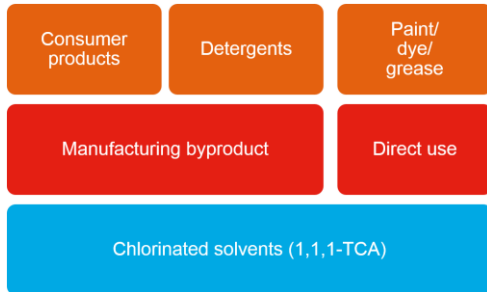 Consumer
products
Detergents
Paint/
dye/
grease
Manufacturing byproduct
Direct use
Chlorinated solvents (1,1,1-TCA)